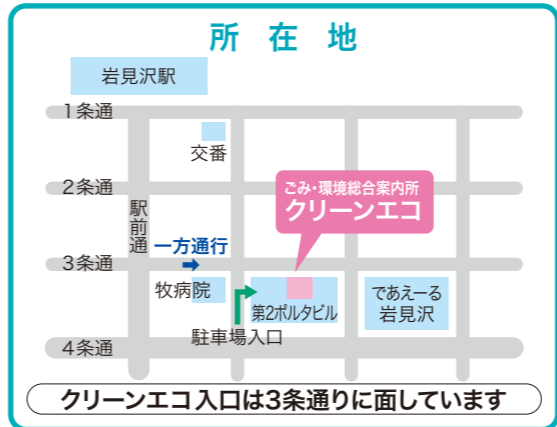 所在地
岩見沢駅
1条通
交番
2条通
ごみ・環境総合案内所
クリーンエコ
駅前通
一方通行
3条通
牧病院
第2ポルタビル
であえーる
岩見沢
駐車場入口
4条通
クリーンエコ入口は3条通りに面しています